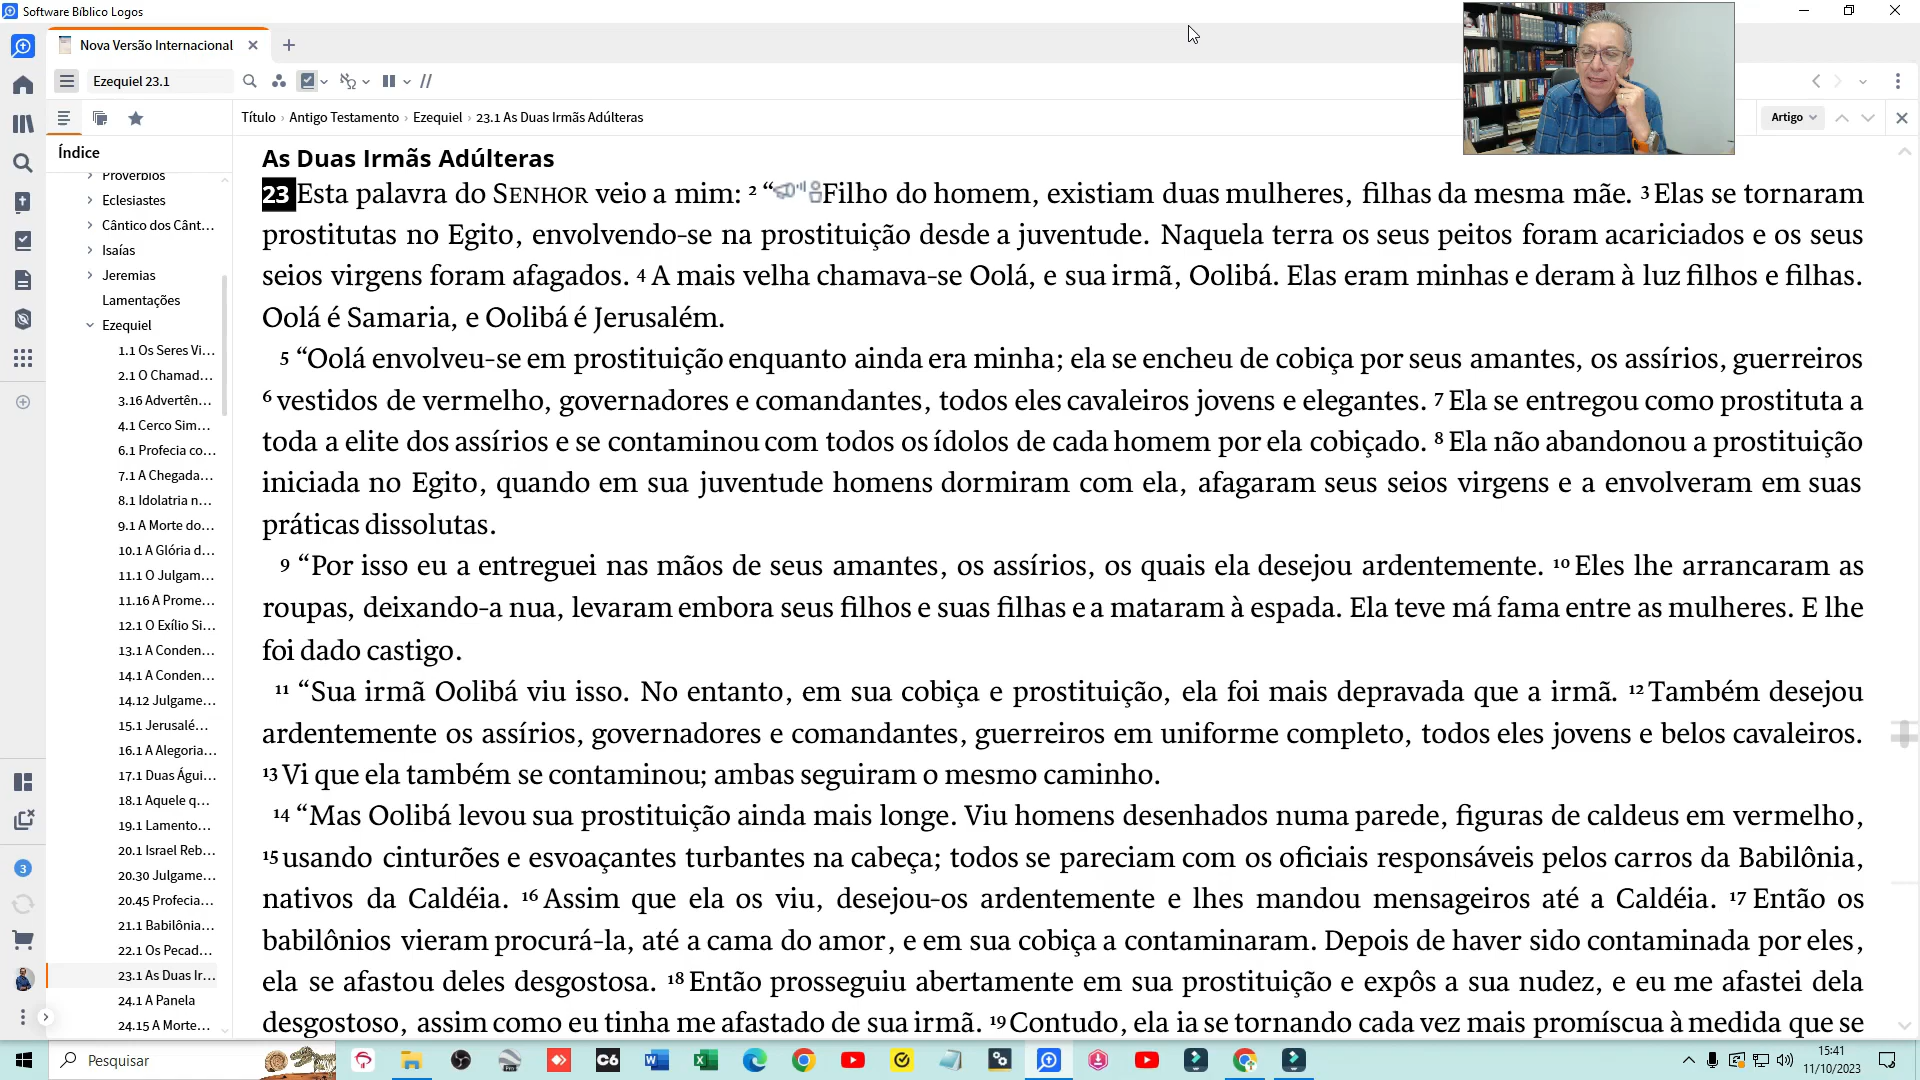 Software Bíblico Logos
Nova Versão Internacional
Ezequiel 23.1
Título › Antigo Testamento › Ezequiel › 23.1 As Duas Irmãs Adúlteras
Artigo
Índice
Provérbios
Eclesiastes
Cântico dos Cânt...
Isaías
Jeremias
Lamentações
Ezequiel
1.1 Os Seres Vi...
2.1 O Chamad...
3.16 Advertên...
4.1 Cerco Sim...
6.1 Profecia co...
7.1 A Chegada...
8.1 Idolatria n...
9.1 A Morte do...
10.1 A Glória d...
11.1 O Julgam...
11.16 A Prome...
12.1 O Exílio Si...
13.1 A Conden...
14.1 A Conden...
14.12 Julgame...
15.1 Jerusalé...
16.1 A Alegoria...
17.1 Duas Águi...
18.1 Aquele q...
19.1 Lamento...
20.1 Israel Reb...
20.30 Julgame...
20.45 Profecia...
21.1 Babilônia...
22.1 Os Pecad...
23.1 As Duas Ir...
24.1 A Panela
24.15 A Morte...
3
As Duas Irmãs Adúlteras
23 Esta palavra do SENHOR veio a mim: 2 “Filho do homem, existiam duas mulheres, filhas da mesma mãe. 3 Elas se tornaram
prostitutas no Egito, envolvendo-se na prostituição desde a juventude. Naquela terra os seus peitos foram acariciados e os seus
seios virgens foram afagados. 4 A mais velha chamava-se Oolá, e sua irmã, Oolibá. Elas eram minhas e deram à luz filhos e filhas.
Oolá é Samaria, e Oolibá é Jerusalém.
5 “Oolá envolveu-se em prostituição enquanto ainda era minha; ela se encheu de cobiça por seus amantes, os assírios, guerreiros
6 vestidos de vermelho, governadores e comandantes, todos eles cavaleiros jovens e elegantes. 7 Ela se entregou como prostituta a
toda a elite dos assírios e se contaminou com todos os ídolos de cada homem por ela cobiçado. 8 Ela não abandonou a prostituição
iniciada no Egito, quando em sua juventude homens dormiram com ela, afagaram seus seios virgens e a envolveram em suas
práticas dissolutas.
9 “Por isso eu a entreguei nas mãos de seus amantes, os assírios, os quais ela desejou ardentemente. 10 Eles lhe arrancaram as
roupas, deixando-a nua, levaram embora seus filhos e suas filhas e a mataram à espada. Ela teve má fama entre as mulheres. E lhe
foi dado castigo.
11 “Sua irmã Oolibá viu isso. No entanto, em sua cobiça e prostituição, ela foi mais depravada que a irmã. 12 Também desejou
ardentemente os assírios, governadores e comandantes, guerreiros em uniforme completo, todos eles jovens e belos cavaleiros.
13 Vi que ela também se contaminou; ambas seguiram o mesmo caminho.
14 “Mas Oolibá levou sua prostituição ainda mais longe. Viu homens desenhados numa parede, figuras de caldeus em vermelho,
15 usando cinturões e esvoaçantes turbantes na cabeça; todos se pareciam com os oficiais responsáveis pelos carros da Babilônia,
nativos da Caldéia. 16 Assim que ela os viu, desejou-os ardentemente e lhes mandou mensageiros até a Caldéia. 17 Então os
babilônios vieram procurá-la, até a cama do amor, e em sua cobiça a contaminaram. Depois de haver sido contaminada por eles,
ela se afastou deles desgostosa. 18 Então prosseguiu abertamente em sua prostituição e expôs a sua nudez, e eu me afastei dela
desgostoso, assim como eu tinha me afastado de sua irmã. 19 Contudo, ela ia se tornando cada vez mais promíscua à medida que se
Pesquisar
C6
15:41
11/10/2023